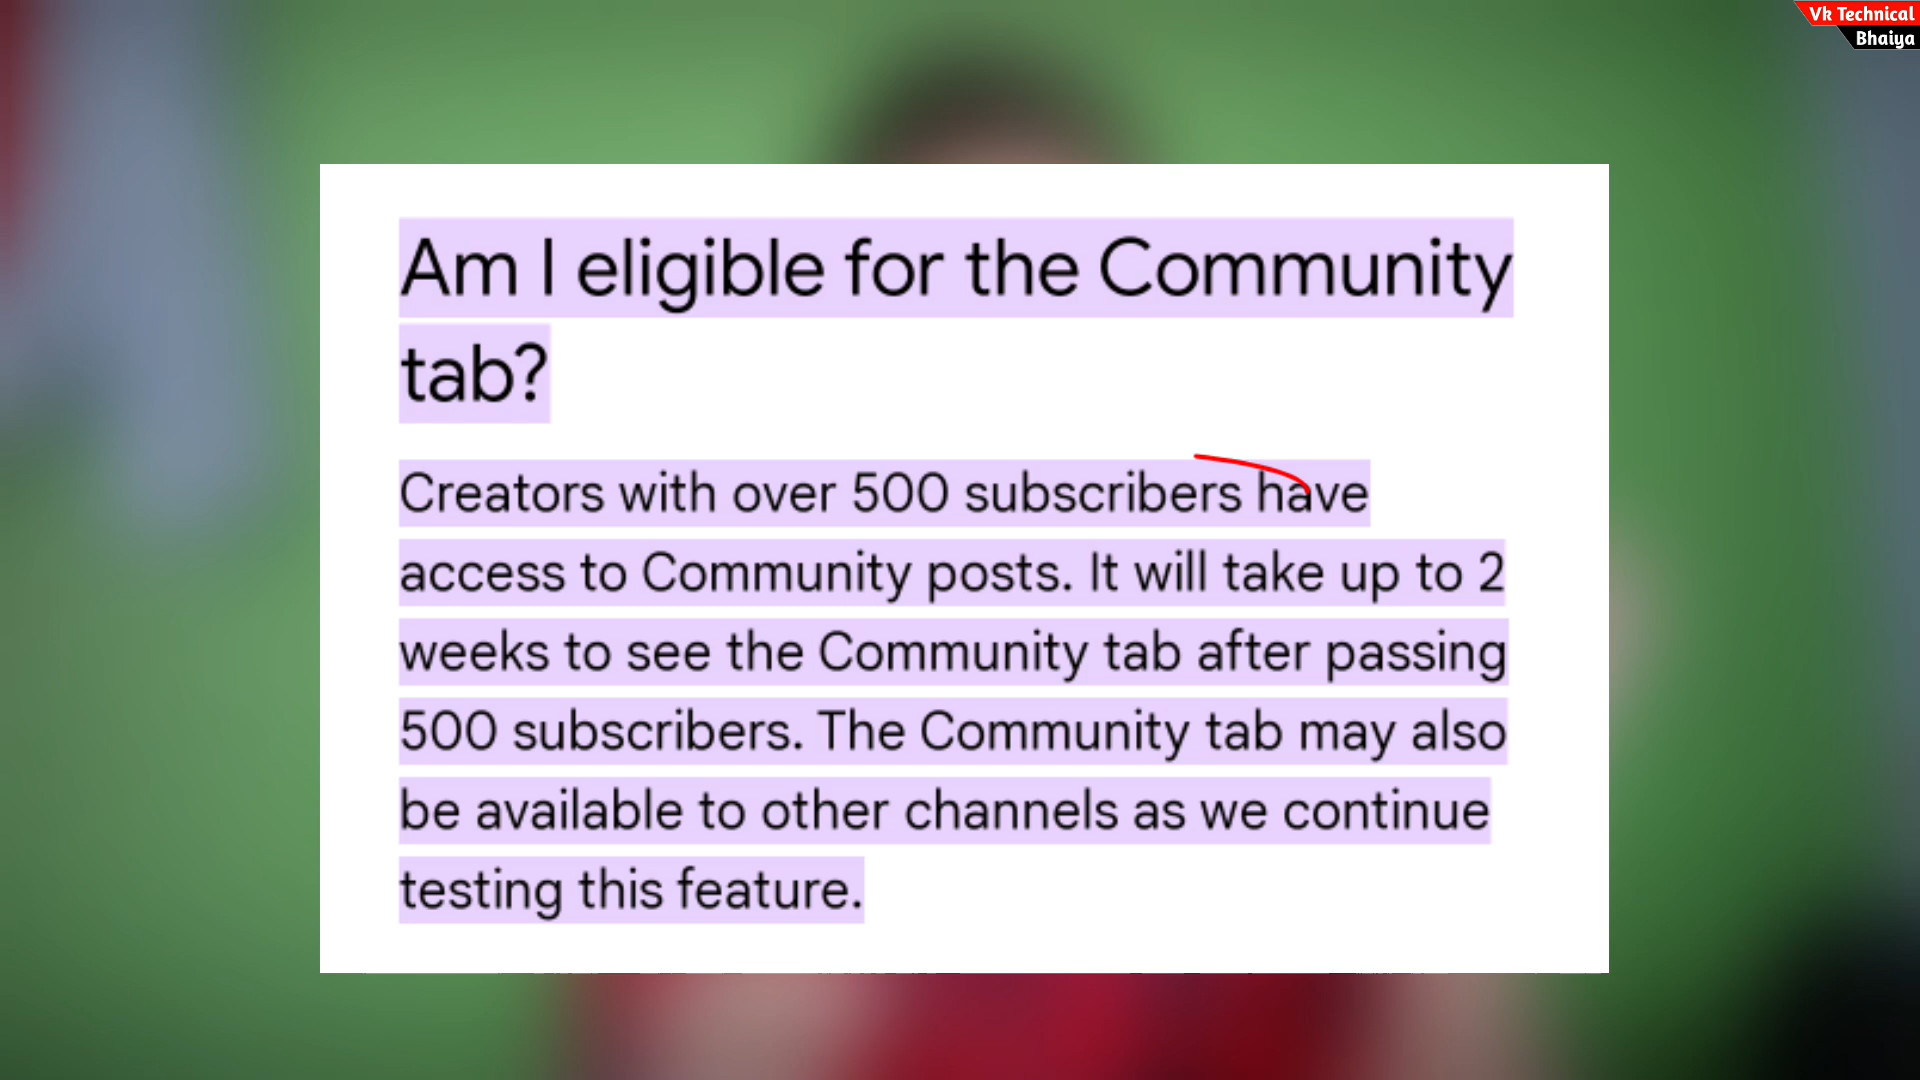 Vk Technical
Bhaiya
Am I eligible for the Community
tab?
Creators with over 500 subscribers have
access to Community posts. It will take up to 2
weeks to see the Community tab after passing
500 subscribers. The Community tab may also
be available to other channels as we continue
testing this feature.